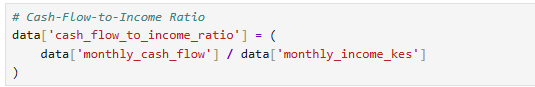 # Cash-Flow-to-Income Ratio
data['cash_flow_to_income_ratio'] = (
    data['monthly_cash_flow'] / data['monthly_income_kes']
)